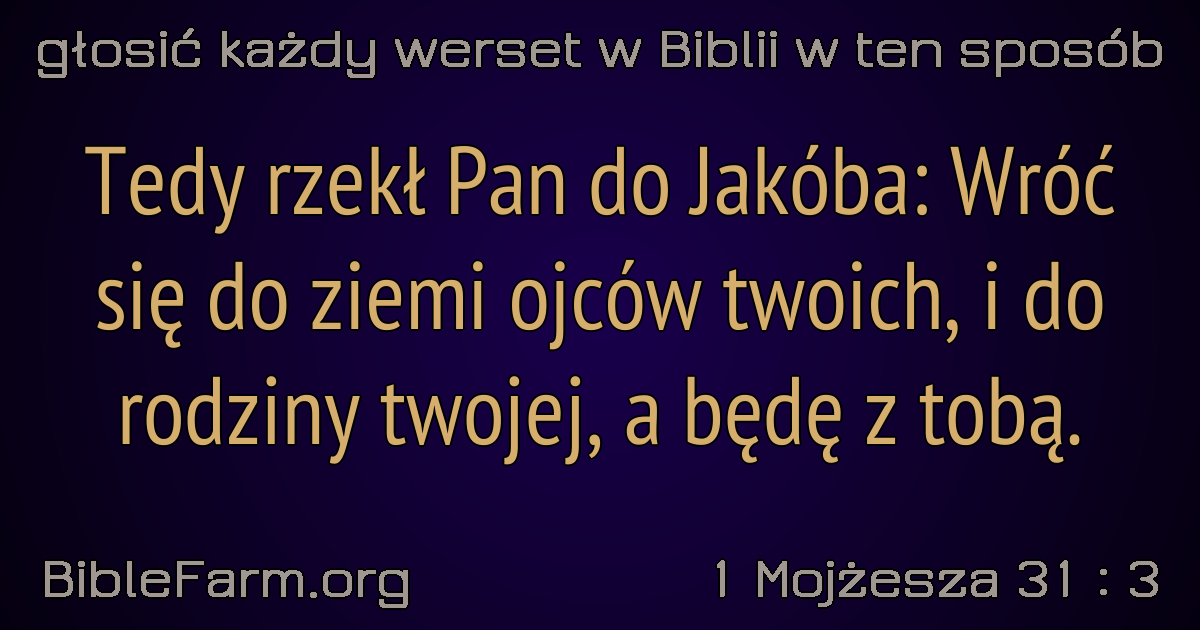 głosić każdy werset w Biblii w ten sposób
Tedy rzekł Pan do Jakóba: Wróć
się do ziemi ojców twoich, i do
rodziny twojej, a będę z tobą.
BibleFarm.org
1 Mojżesza 31 : 3